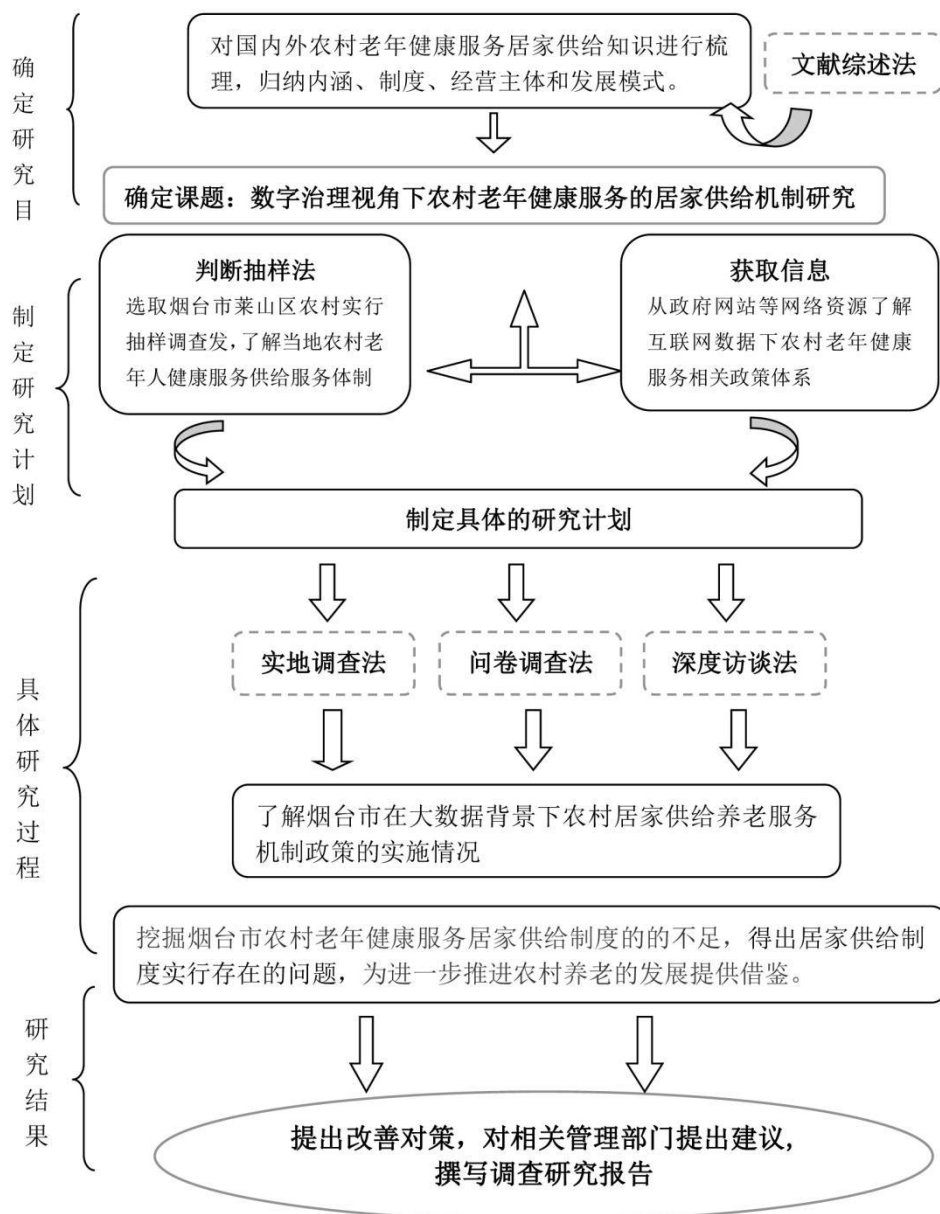 确定研究目
对国内外农村老年健康服务居家供给知识进行梳
理，归纳内涵、制度、经营主体和发展模式。
文献综述法
确定课题：数字治理视角下农村老年健康服务的居家供给机制研究
制定研究计划
判断抽样法
选取烟台市莱山区农村实行
抽样调查发，了解当地农村老
年人健康服务供给服务体制
获取信息
从政府网站等网络资源了解
互联网数据下农村老年健康
服务相关政策体系
制定具体的研究计划
具体研究过程
实地调查法
问卷调查法
深度访谈法
了解烟台市在大数据背景下农村居家供给养老服务
机制政策的实施情况
挖掘烟台市农村老年健康服务居家供给制度的的不足，得出居家供给制
度实行存在的问题，为进一步推进农村养老的发展提供借鉴。
研究结果
提出改善对策，对相关管理部门提出建议，
撰写调查研究报告